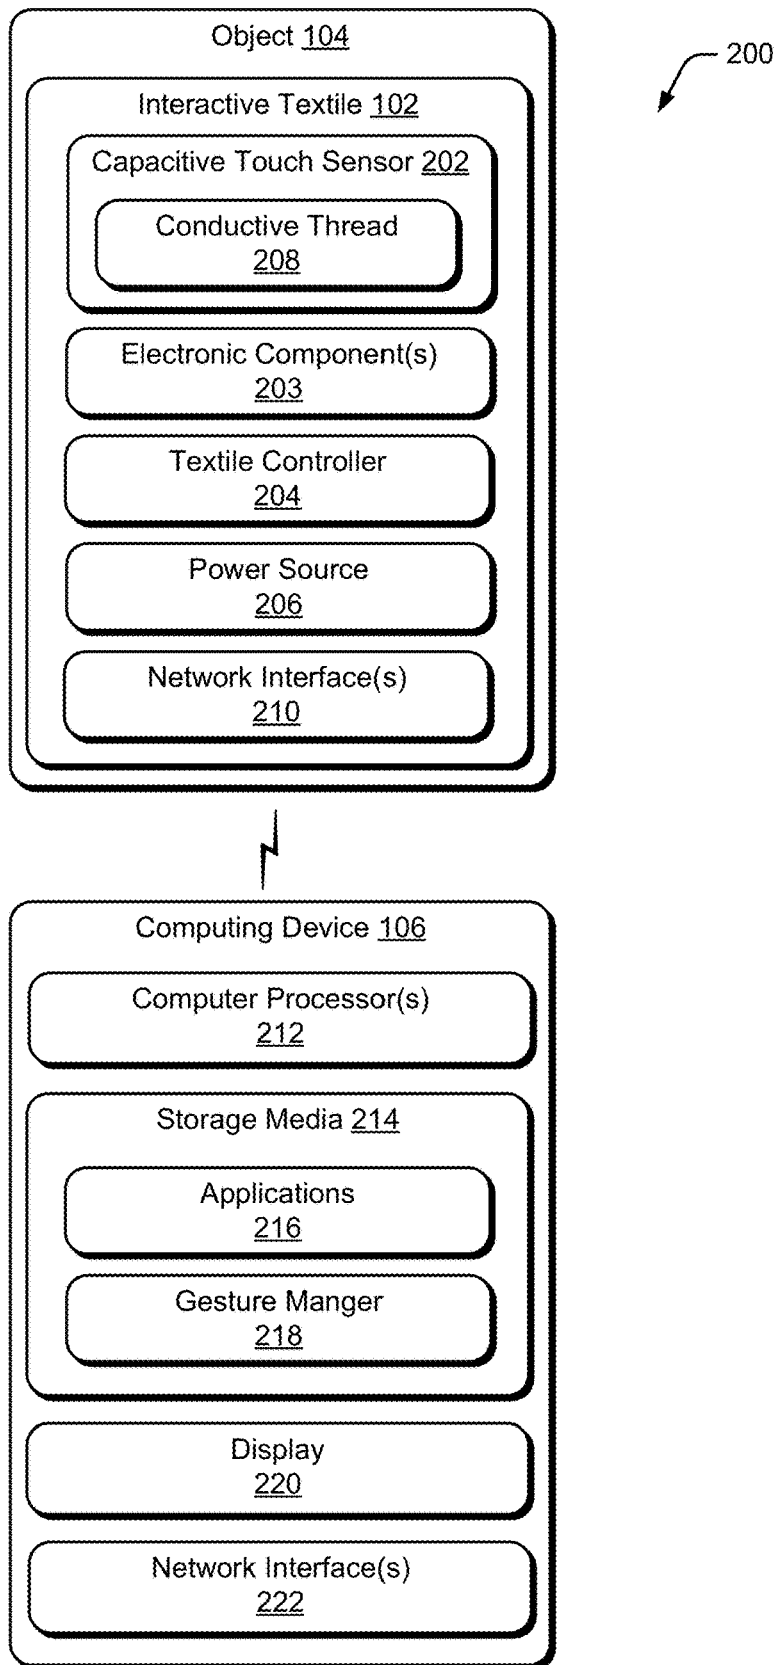 Object 104
200
Interactive Textile 102
Capacitive Touch Sensor 202
Conductive Thread
208
Electronic Component(s)
203
Textile Controller
204
Power Source
206
Network Interface(s)
210
Computing Device 106
Computer Processor(s)
212
Storage Media 214
Applications
216
Gesture Manger
218
Display
220
Network Interface(s)
222